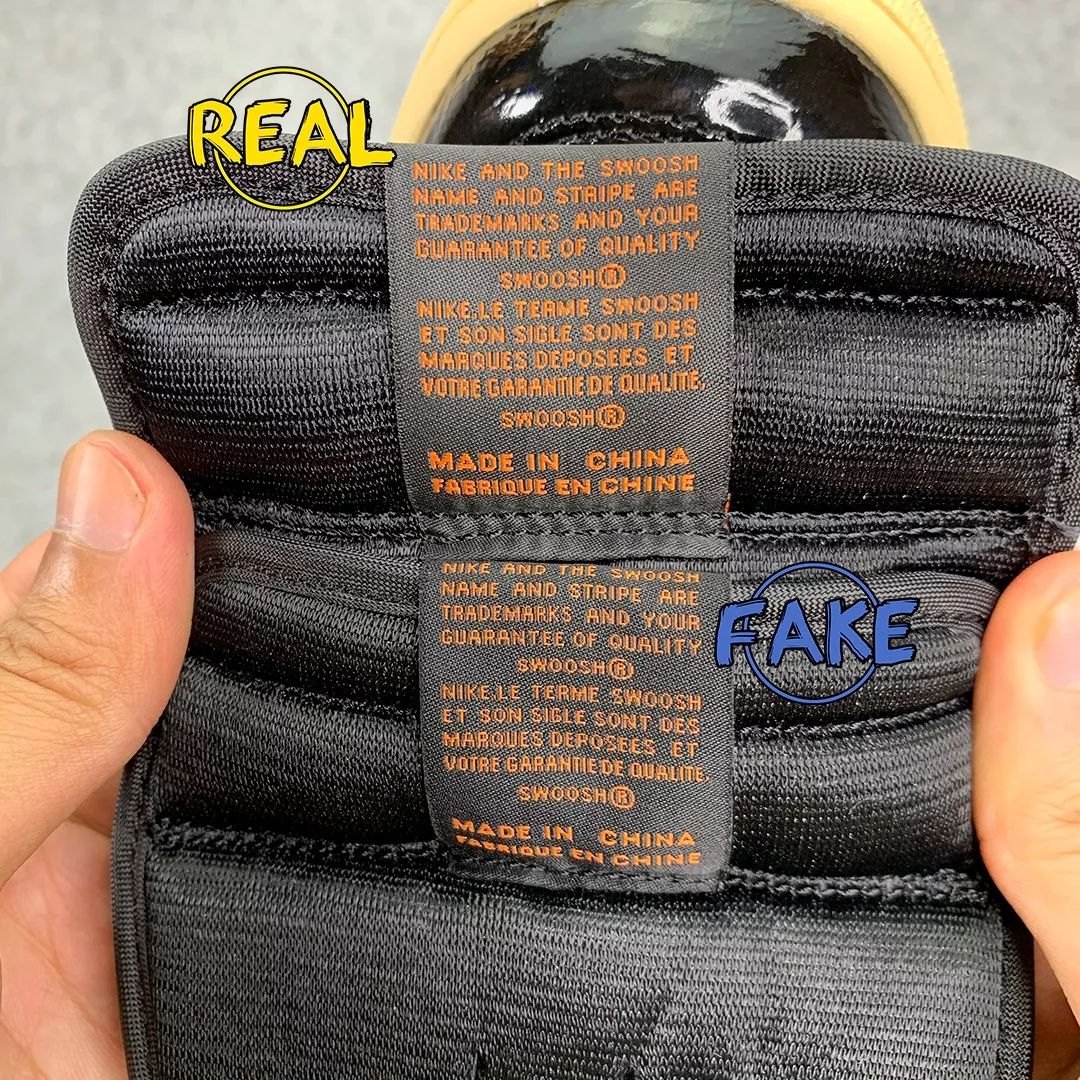 REAL
NIKE AND THE SWOOSH
NAME AND STRIPE ARE
TRADEMARKS AND YOUR
GUARANTEE OF QUALITY
SWOOSH®
NIKE.LE TERME SWOOSH
ET SON SIGLE SONT DES
MARQUES DEPOSEES ET
VOTRE GARANTIE DE QUALITE.
SWOOSH®
MADE IN CHINA
FABRIQUE EN CHINE
NIKE AND THE SWOOSH
NAME AND STRIPE ARE
TRADEMARKS AND YOUR
GUARANTEE OF QUALITY
SWOOSH®
NIKE.LE TERME SWOOSH
ET SON SIGLE SONT DES
MARQUES DEPOSEES ET
VOTRE GARANTIE DE QUALITE.
SWOOSH®
MADE IN CHINA
FABRIQUE EN CHINE
FAKE